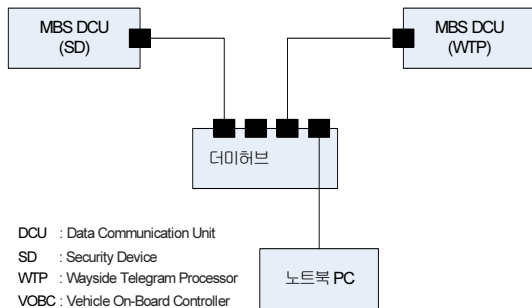 MBS DCU
(SD)
MBS DCU
(WTP)
더미허브
DCU : Data Communication Unit
SD : Security Device
WTP : Wayside Telegram Processor
VOBC : Vehicle On-Board Controller
노트북 PC